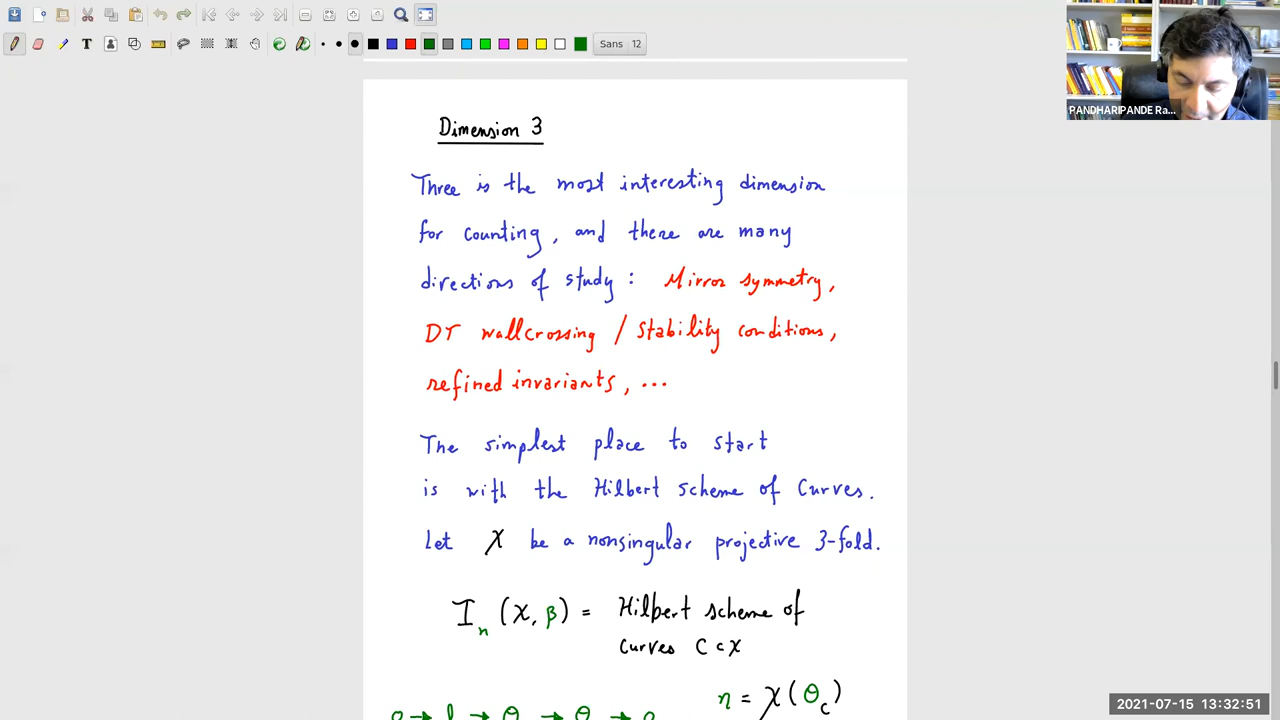 T
Sans 12
PANDHARIPANDE Ra...
Dimension 3
Three is the most interesting dimension
for counting, and there are many
directions of study : Mirror symmetry,
DT wallcrossing / Stability conditions,
refined invariants, ...
The simplest place to start
is with the Hilbert scheme of Curves.
Let X be a nonsingular projective 3-fold.
I_n (X, β) = Hilbert scheme of
curves C ⊂ X
n = χ(O_C)
2021-07-15 13:32:51